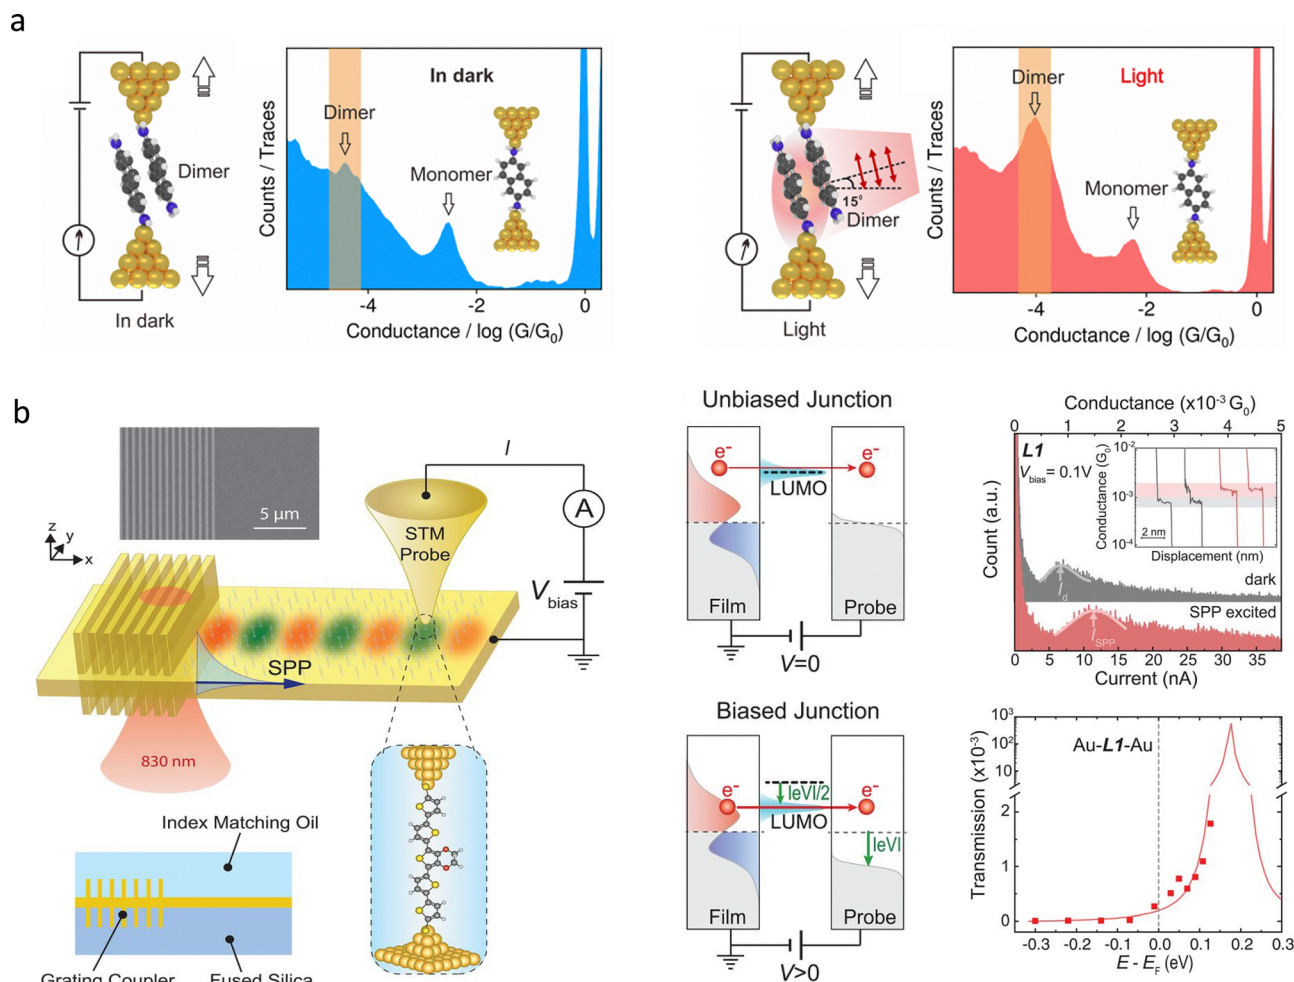 a
In dark
Dimer
Monomer
Dimer
Counts / Traces
-4
-2
0
Conductance / log (G/G₀)
In dark
Light
Dimer
Monomer
15°
Dimer
Counts / Traces
-4
-2
0
Conductance / log (G/G₀)
Light
b
5 µm
z
y
x
I
A
STM
Probe
V bias
SPP
830 nm
Index Matching Oil
Grating Coupler
Fused Silica
Unbiased Junction
e⁻
e⁻
LUMO
Film
Probe
V=0
Biased Junction
e⁻
e⁻
IeVI/2
LUMO
IeVI
Film
Probe
V>0
Conductance (x10⁻³ G₀)
0 1 2 3 4 5
L1
V bias = 0.1V
Conductance (G₀)
10⁻²
10⁻³
10⁻⁴
2 nm
Displacement (nm)
dark
I d
SPP excited
I SPP
Count (a.u.)
0 5 10 15 20 25 30 35
Current (nA)
Au-L1-Au
Transmission (x10⁻³)
10³
10²
10
2
1
0
-0.3 -0.2 -0.1 0.0 0.1 0.2 0.3
E - E F (eV)